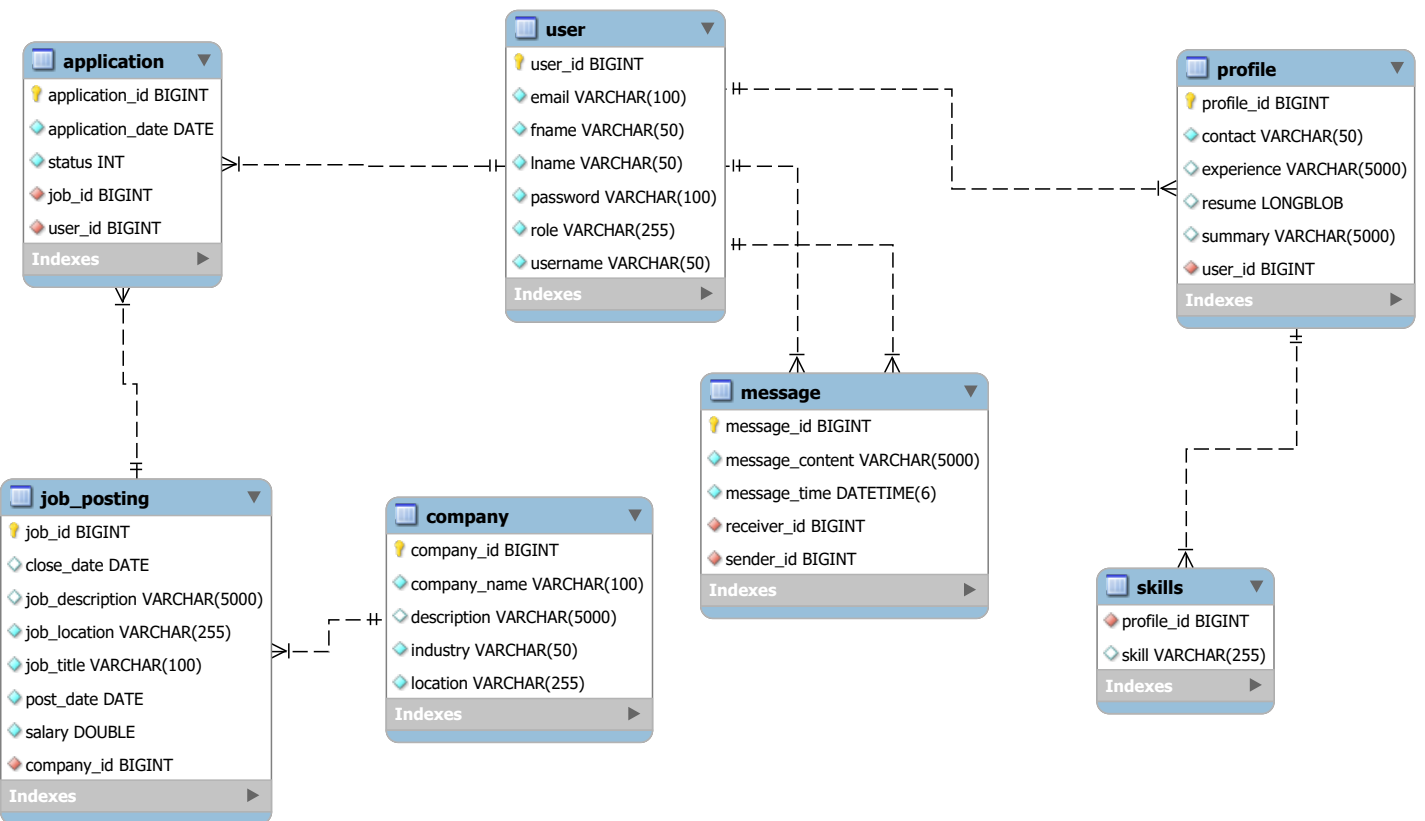 application
application_id BIGINT
application_date DATE
status INT
job_id BIGINT
user_id BIGINT
Indexes
user
user_id BIGINT
email VARCHAR(100)
fname VARCHAR(50)
lname VARCHAR(50)
password VARCHAR(100)
role VARCHAR(255)
username VARCHAR(50)
Indexes
profile
profile_id BIGINT
contact VARCHAR(50)
experience VARCHAR(5000)
resume LONGBLOB
summary VARCHAR(5000)
user_id BIGINT
Indexes
message
message_id BIGINT
message_content VARCHAR(5000)
message_time DATETIME(6)
receiver_id BIGINT
sender_id BIGINT
Indexes
job_posting
job_id BIGINT
close_date DATE
job_description VARCHAR(5000)
job_location VARCHAR(255)
job_title VARCHAR(100)
post_date DATE
salary DOUBLE
company_id BIGINT
Indexes
company
company_id BIGINT
company_name VARCHAR(100)
description VARCHAR(5000)
industry VARCHAR(50)
location VARCHAR(255)
Indexes
skills
profile_id BIGINT
skill VARCHAR(255)
Indexes